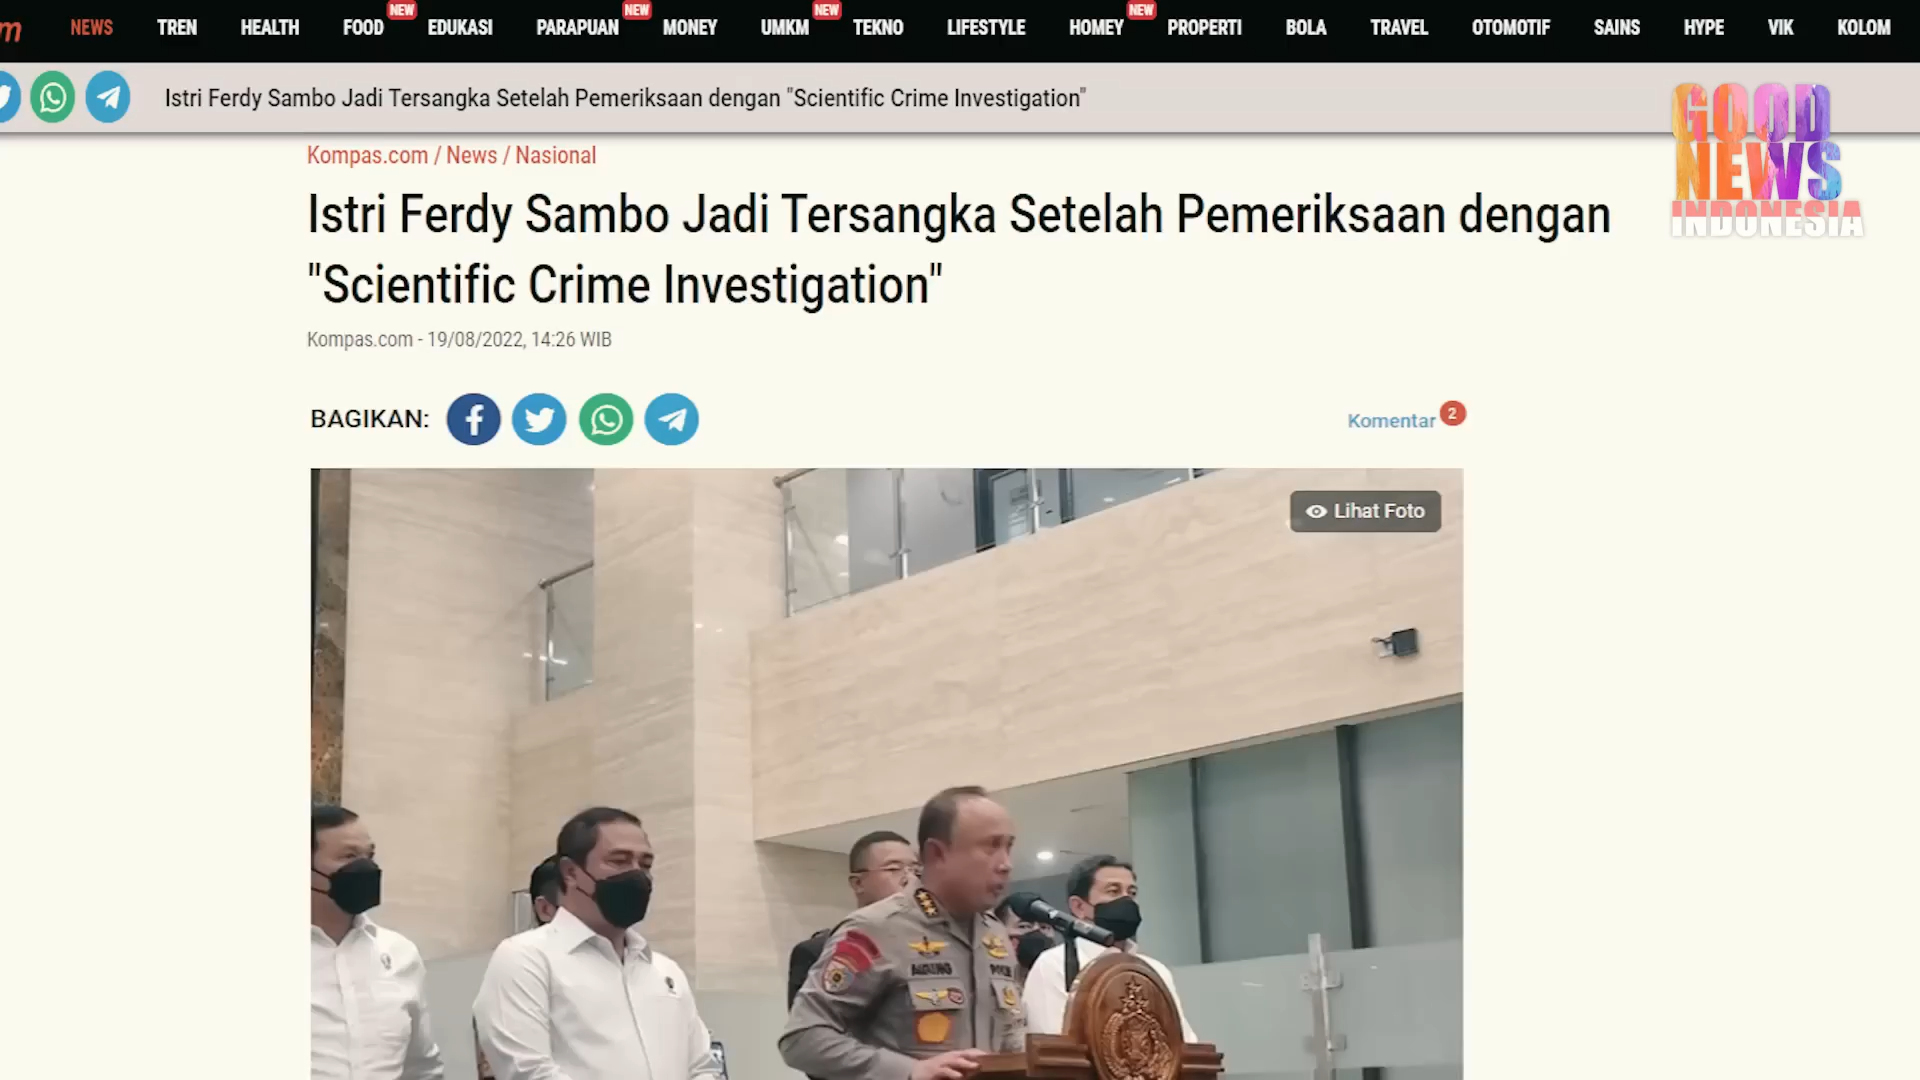 m
NEWS
TREN
HEALTH
FOOD
NEW
EDUKASI
PARAPUAN
NEW
MONEY
UMKM
NEW
TEKNO
LIFESTYLE
HOMEY
NEW
PROPERTI
BOLA
TRAVEL
OTOMOTIF
SAINS
HYPE
VIK
KOLOM
Istri Ferdy Sambo Jadi Tersangka Setelah Pemeriksaan dengan "Scientific Crime Investigation"
GOOD
NEWS
INDONESIA
Kompas.com / News / Nasional
Istri Ferdy Sambo Jadi Tersangka Setelah Pemeriksaan dengan
"Scientific Crime Investigation"
Kompas.com - 19/08/2022, 14:26 WIB
BAGIKAN:
Komentar
2
Lihat Foto